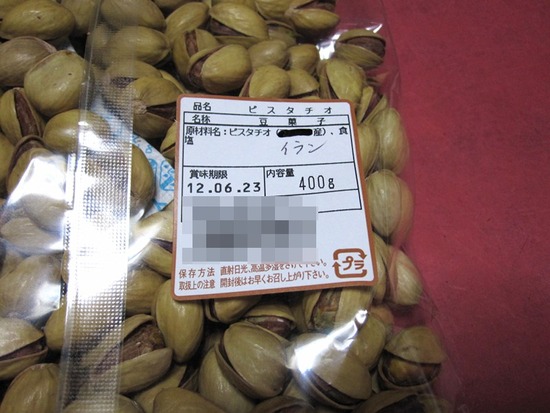 品名 ピスタチオ
名称 豆菓子
原材料名:ピスタチオ(産)、食
塩
イラン
賞味期限 内容量
12.06.23 400g
保存方法 直射日光、高温多湿をさけて下さい。
取扱上の注意 開封後はお早くお召し上がり下さい。
プラ